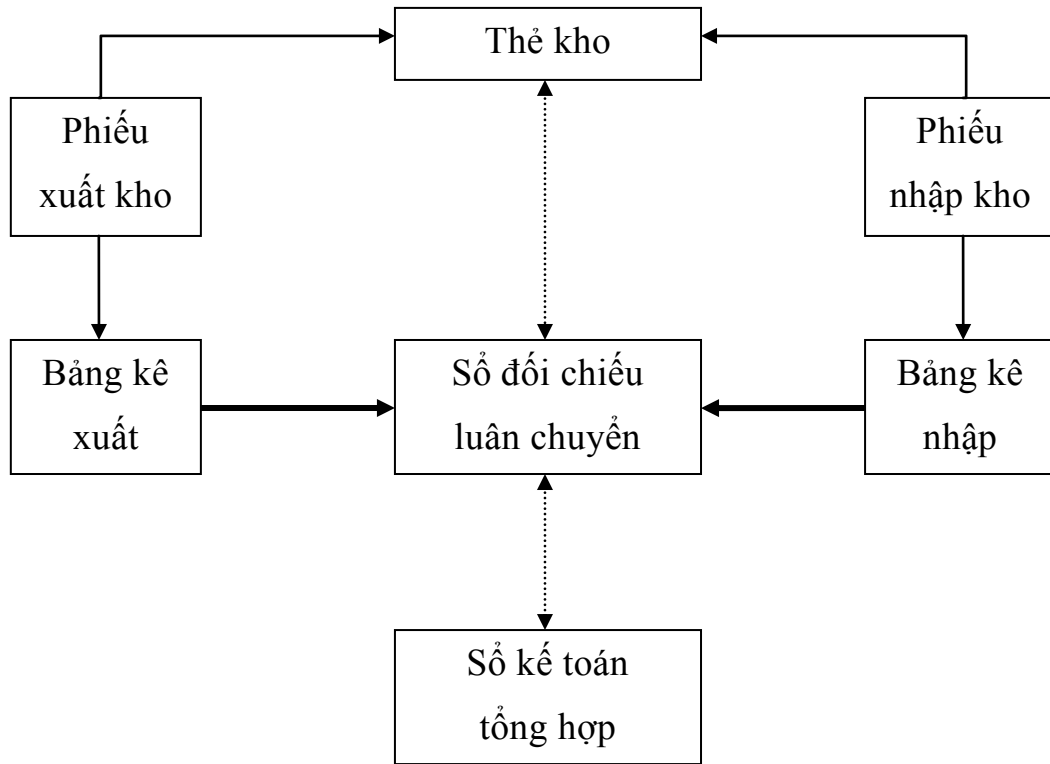 Thẻ kho
Phiếu
xuất kho
Phiếu
nhập kho
Bảng kê
xuất
Sổ đối chiếu
luân chuyển
Bảng kê
nhập
Sổ kế toán
tổng hợp